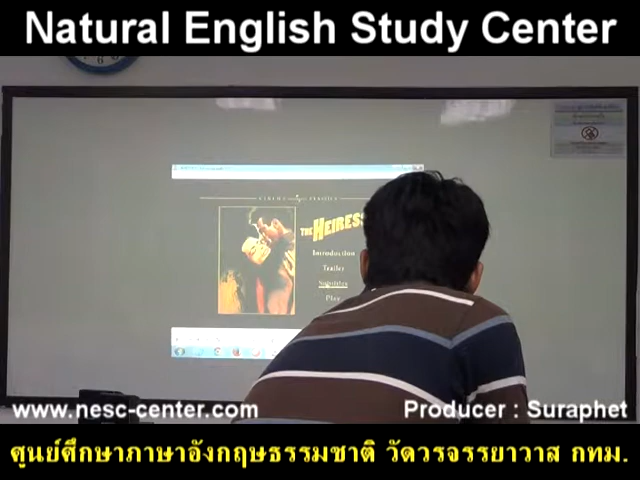 Natural English Study Center
CINEMA CLASSICS
THE HEIRESS
Introduction
Trailer
Subtitles
Play
www.nesc-center.com
Producer : Suraphet
ศูนย์ศึกษาภาษาอังกฤษธรรมชาติ วัดวรจรรยาวาส กทม.